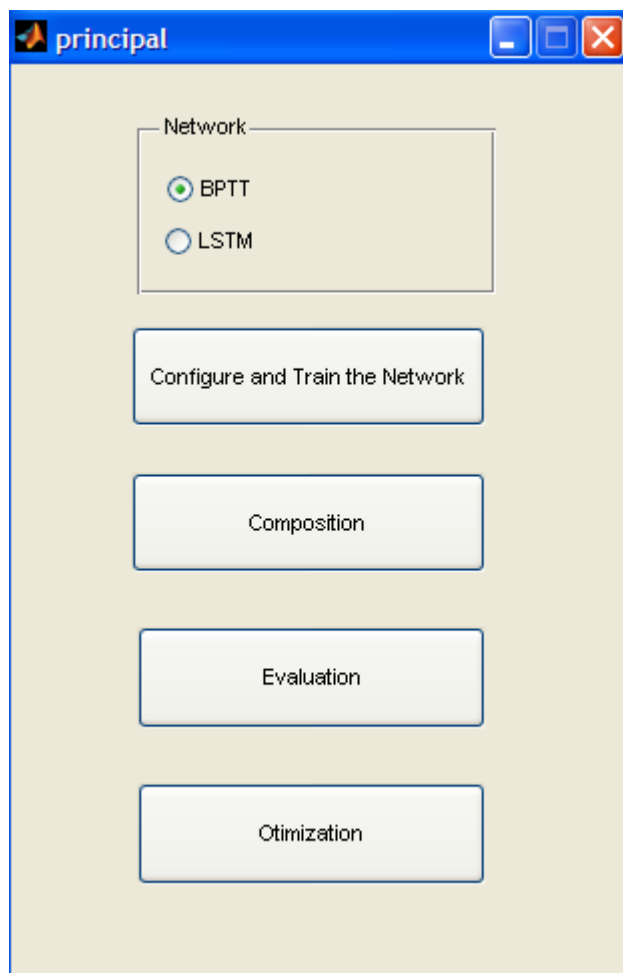 principal
Network
BPTT
LSTM
Configure and Train the Network
Composition
Evaluation
Otimization